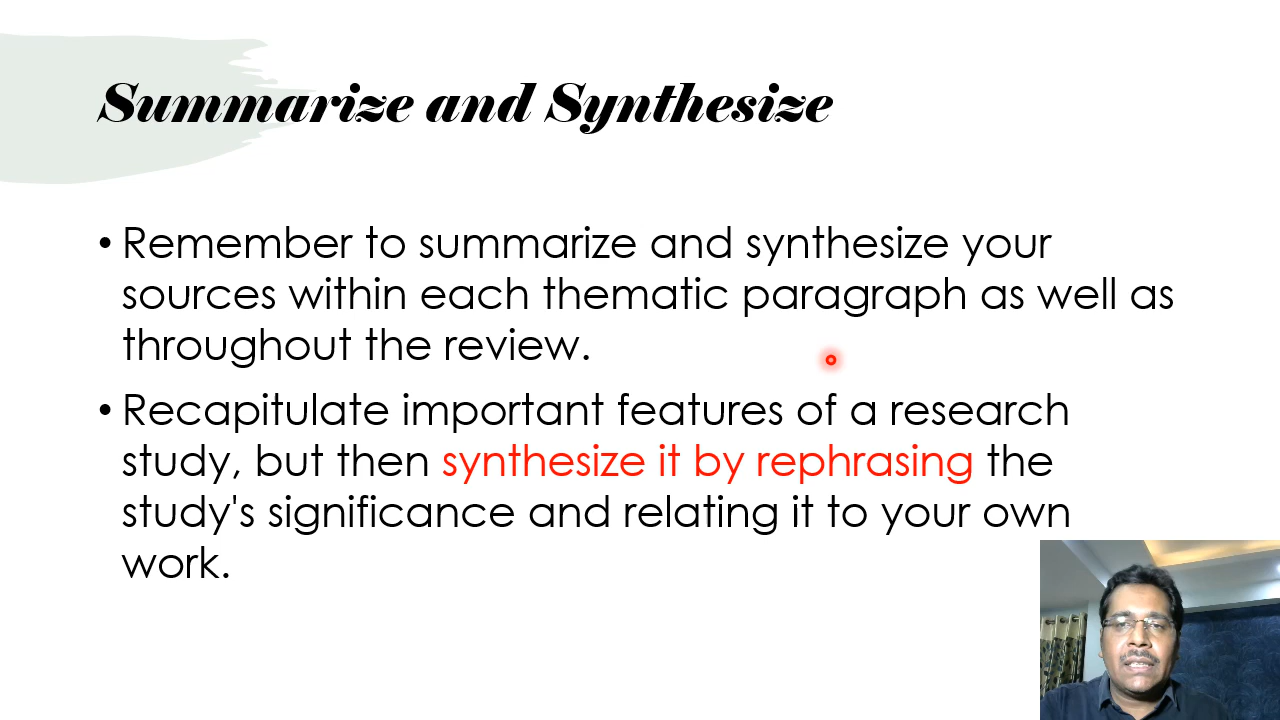 Summarize and Synthesize
• Remember to summarize and synthesize your
sources within each thematic paragraph as well as
throughout the review.
• Recapitulate important features of a research
study, but then synthesize it by rephrasing the
study's significance and relating it to your own
work.